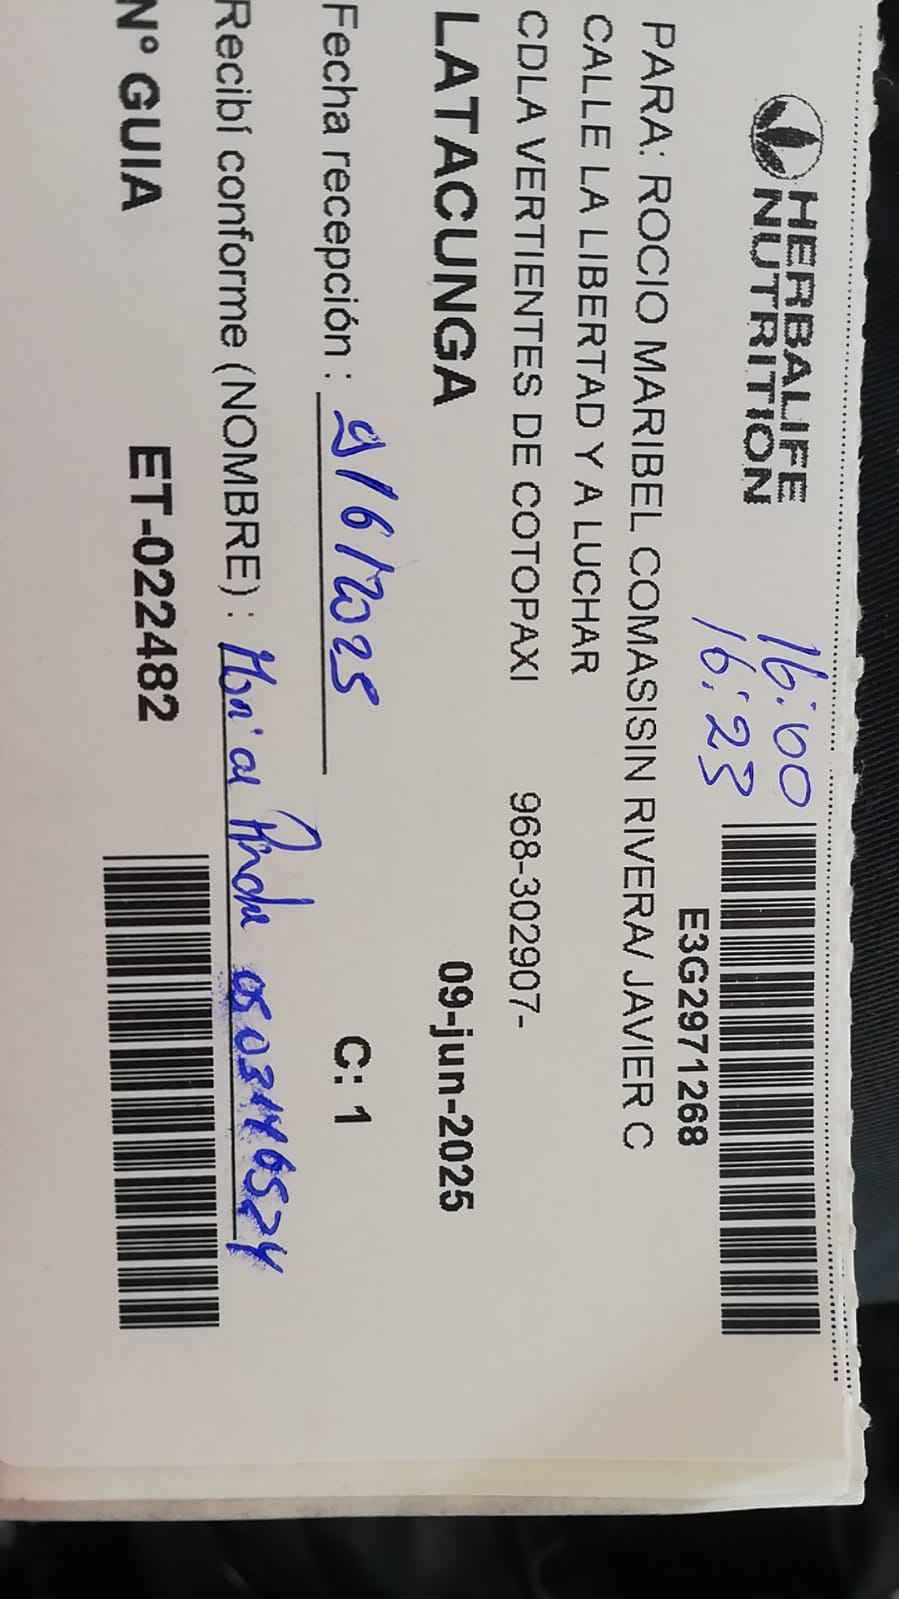 HERBALIFE
NUTRITION
16:00
16:23
E3G2971268
PARA: ROCIO MARIBEL COMASISIN RIVERA/ JAVIER C
CALLE LA LIBERTAD Y A LUCHAR
CDLA VERTIENTES DE COTOPAXI 968-302907-
LATACUNGA 09-jun-2025
Fecha recepción : 9/6/2025 C: 1
Recibí conforme (NOMBRE) :
N° GUIA ET-022482